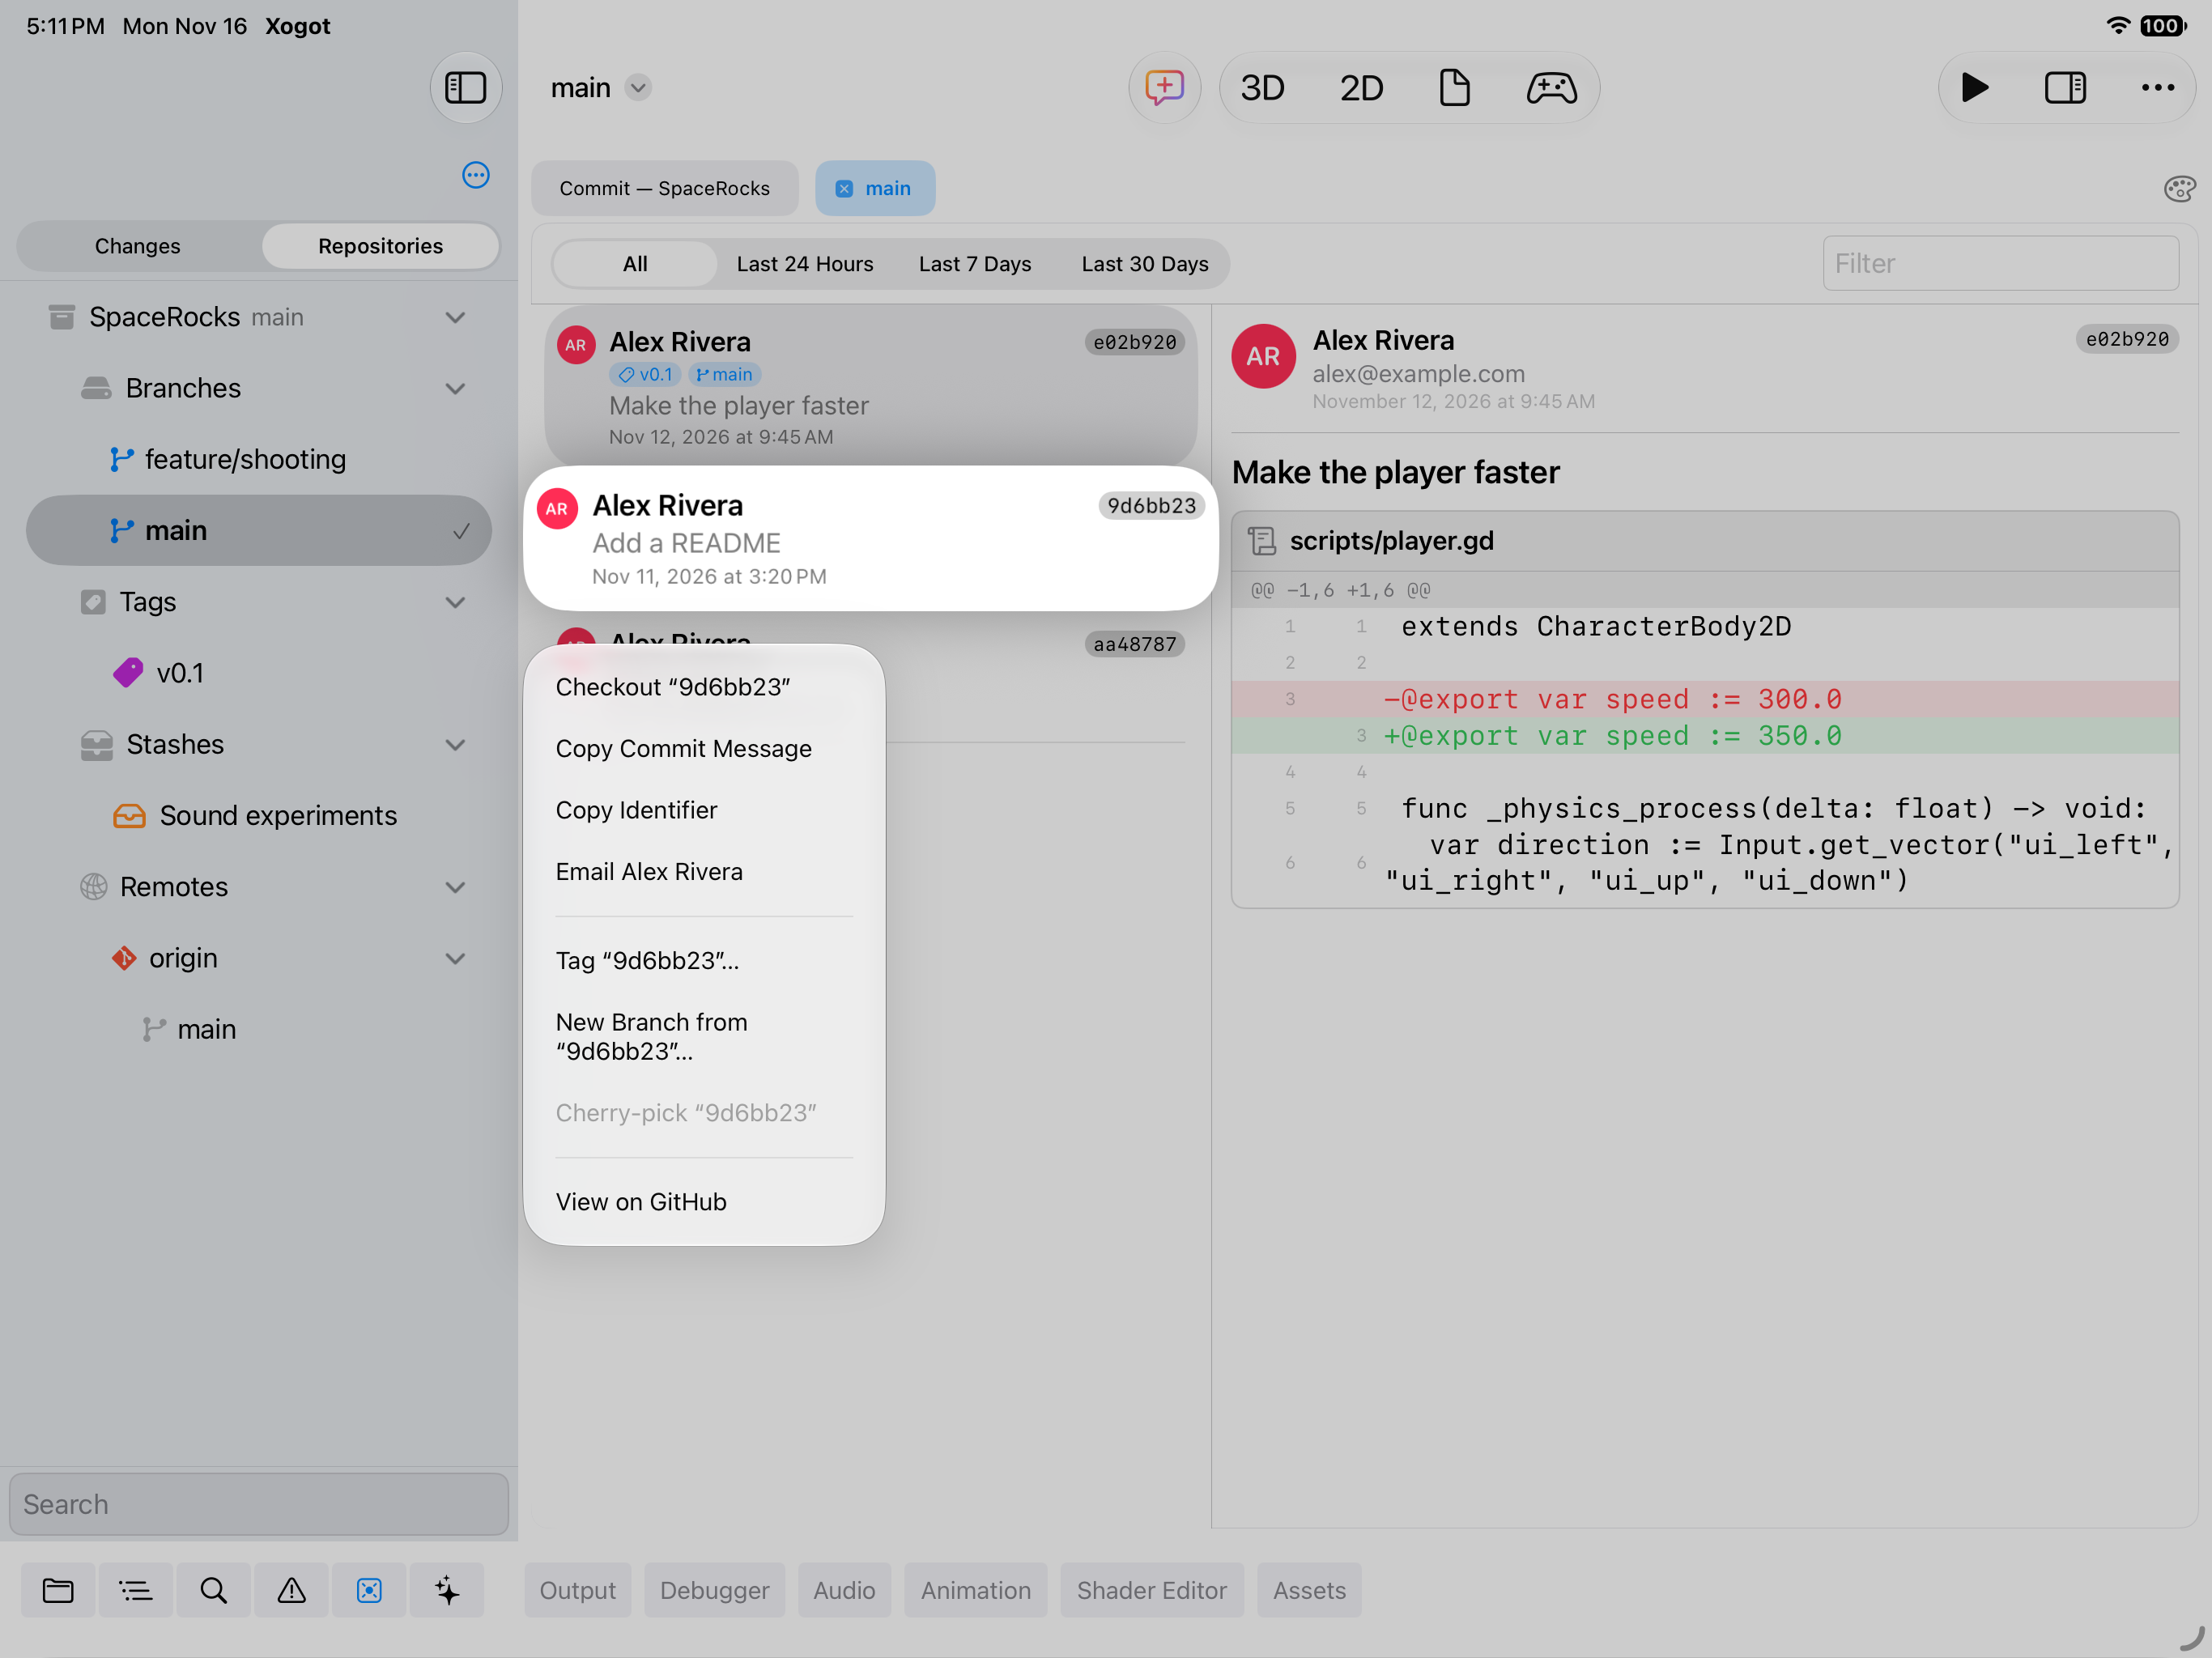 5:11 PM Mon Nov 16 Xogot
100
main
3D 2D
Commit — SpaceRocks
main
Changes
Repositories
All
Last 24 Hours
Last 7 Days
Last 30 Days
Filter
SpaceRocks main
Branches
feature/shooting
main
Tags
v0.1
Stashes
Sound experiments
Remotes
origin
main
Search
AR
Alex Rivera
e02b920
v0.1
main
Make the player faster
Nov 12, 2026 at 9:45 AM
AR
Alex Rivera
9d6bb23
Add a README
Nov 11, 2026 at 3:20 PM
Alex Rivera
aa48787
Checkout “9d6bb23”
Copy Commit Message
Copy Identifier
Email Alex Rivera
Tag “9d6bb23”...
New Branch from
“9d6bb23”...
Cherry-pick “9d6bb23”
View on GitHub
AR
Alex Rivera
e02b920
alex@example.com
November 12, 2026 at 9:45 AM
Make the player faster
scripts/player.gd
@@ -1,6 +1,6 @@
1 1 extends CharacterBody2D
2 2
3 -@export var speed := 300.0
3 +@export var speed := 350.0
4 4
5 5 func _physics_process(delta: float) -> void:
6 6 var direction := Input.get_vector("ui_left",
"ui_right", "ui_up", "ui_down")
Output
Debugger
Audio
Animation
Shader Editor
Assets